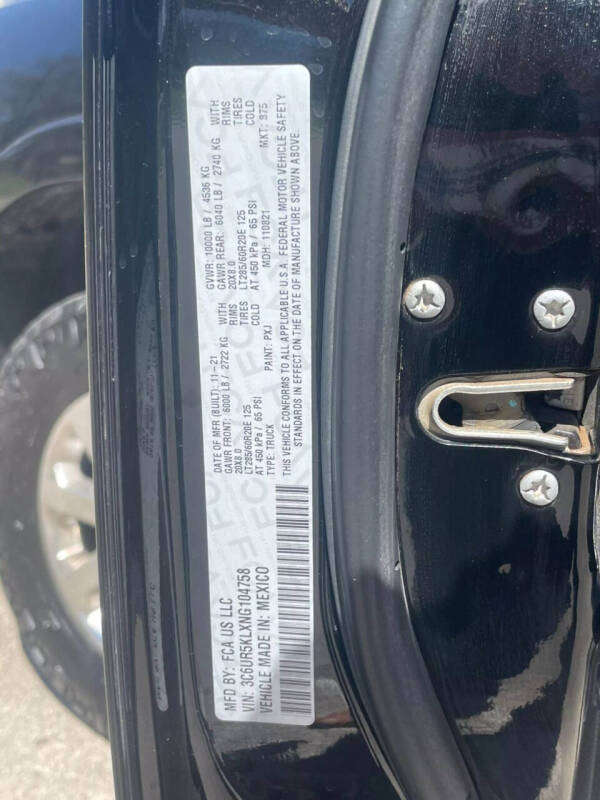 MFD BY: FCA US LLC
VIN: 3C6UR5KLXNG104758
VEHICLE MADE IN: MEXICO
DATE OF MFR (BUILT): 11-21
GVWR: 10000 LB / 4536 KG
GAWR FRONT: 6000 LB / 2722 KG WITH
GAWR REAR: 6040 LB / 2740 KG WITH
20X8.0 RIMS
20X8.0 RIMS
LT285/60R20E 125 TIRES
LT285/60R20E 125 TIRES
AT 450 kPa / 65 PSI COLD
AT 450 kPa / 65 PSI COLD
TYPE: TRUCK PAINT: PXJ MDH: 110821 MKT: 875
THIS VEHICLE CONFORMS TO ALL APPLICABLE U.S.A. FEDERAL MOTOR VEHICLE SAFETY
STANDARDS IN EFFECT ON THE DATE OF MANUFACTURE SHOWN ABOVE.